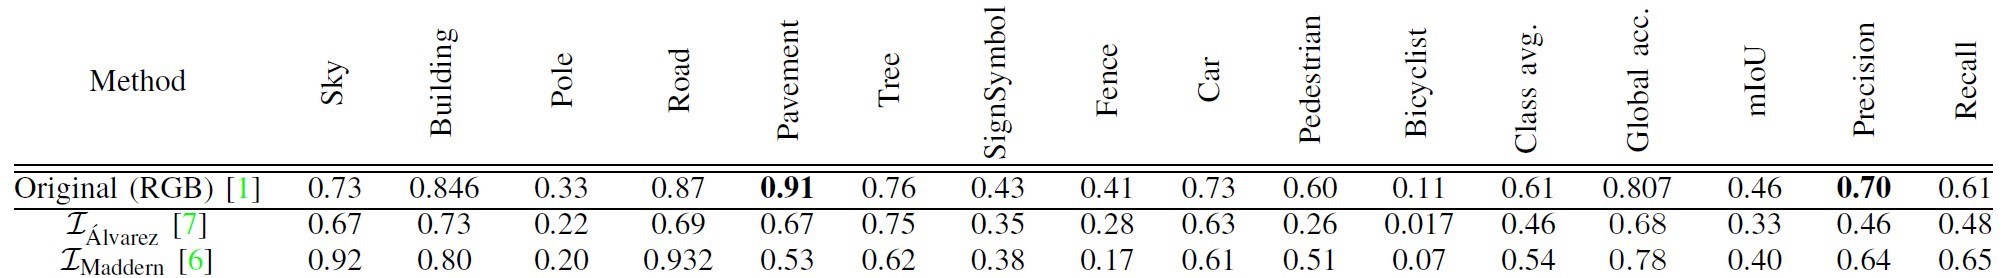 Method Sky Building Pole Road Pavement Tree SignSymbol Fence Car Pedestrian Bicyclist Class avg. Global acc. mIoU Precision Recall
Original (RGB) [1] 0.73 0.846 0.33 0.87 0.91 0.76 0.43 0.41 0.73 0.60 0.11 0.61 0.807 0.46 0.70 0.61
ℐÁlvarez [7] 0.67 0.73 0.22 0.69 0.67 0.75 0.35 0.28 0.63 0.26 0.017 0.46 0.68 0.33 0.46 0.48
ℐMaddern [6] 0.92 0.80 0.20 0.932 0.53 0.62 0.38 0.17 0.61 0.51 0.07 0.54 0.78 0.40 0.64 0.65